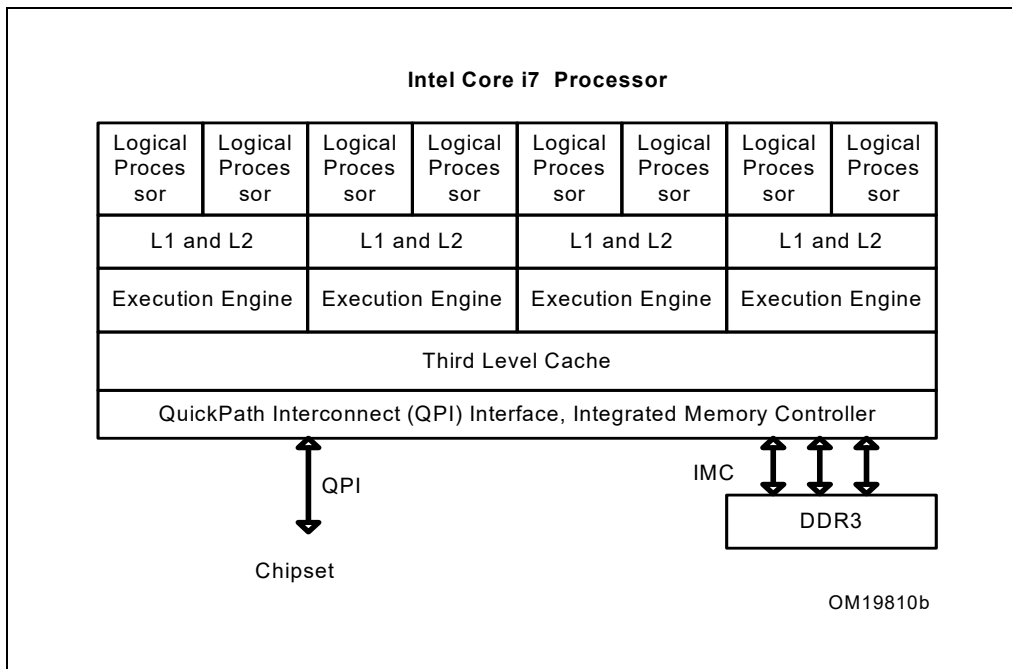 Intel Core i7 Processor
Logical Proces sor
Logical Proces sor
Logical Proces sor
Logical Proces sor
Logical Proces sor
Logical Proces sor
Logical Proces sor
Logical Proces sor
L1 and L2
L1 and L2
L1 and L2
L1 and L2
Execution Engine
Execution Engine
Execution Engine
Execution Engine
Third Level Cache
QuickPath Interconnect (QPI) Interface, Integrated Memory Controller
QPI
IMC
DDR3
Chipset
OM19810b